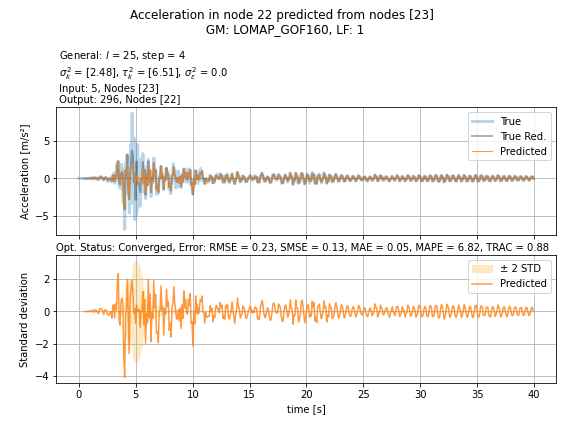 Acceleration in node 22 predicted from nodes [23]
GM: LOMAP_GOF160, LF: 1
General: l = 25, step = 4
σ²ₖ = [2.48], τ²ₖ = [6.51], σ²ε = 0.0
Input: 5, Nodes [23]
Output: 296, Nodes [22]
True
True Red.
Predicted
Acceleration [m/s²]
5
0
−5
Opt. Status: Converged, Error: RMSE = 0.23, SMSE = 0.13, MAE = 0.05, MAPE = 6.82, TRAC = 0.88
± 2 STD
Predicted
Standard deviation
2
0
−2
−4
0 5 10 15 20 25 30 35 40
time [s]